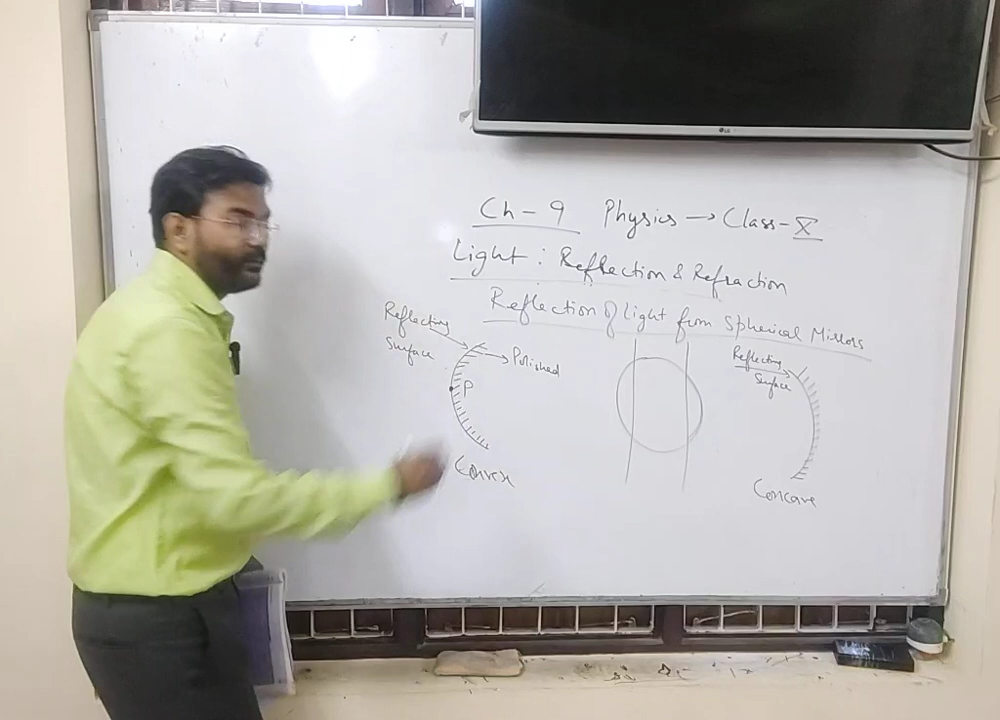 LG
Ch - 9 Physics → Class - X
Light : Reflection & Refraction
Reflection of Light from Spherical Mirrors
Reflecting
Surface
Polished
P
Convex
Reflecting
Surface
Concave